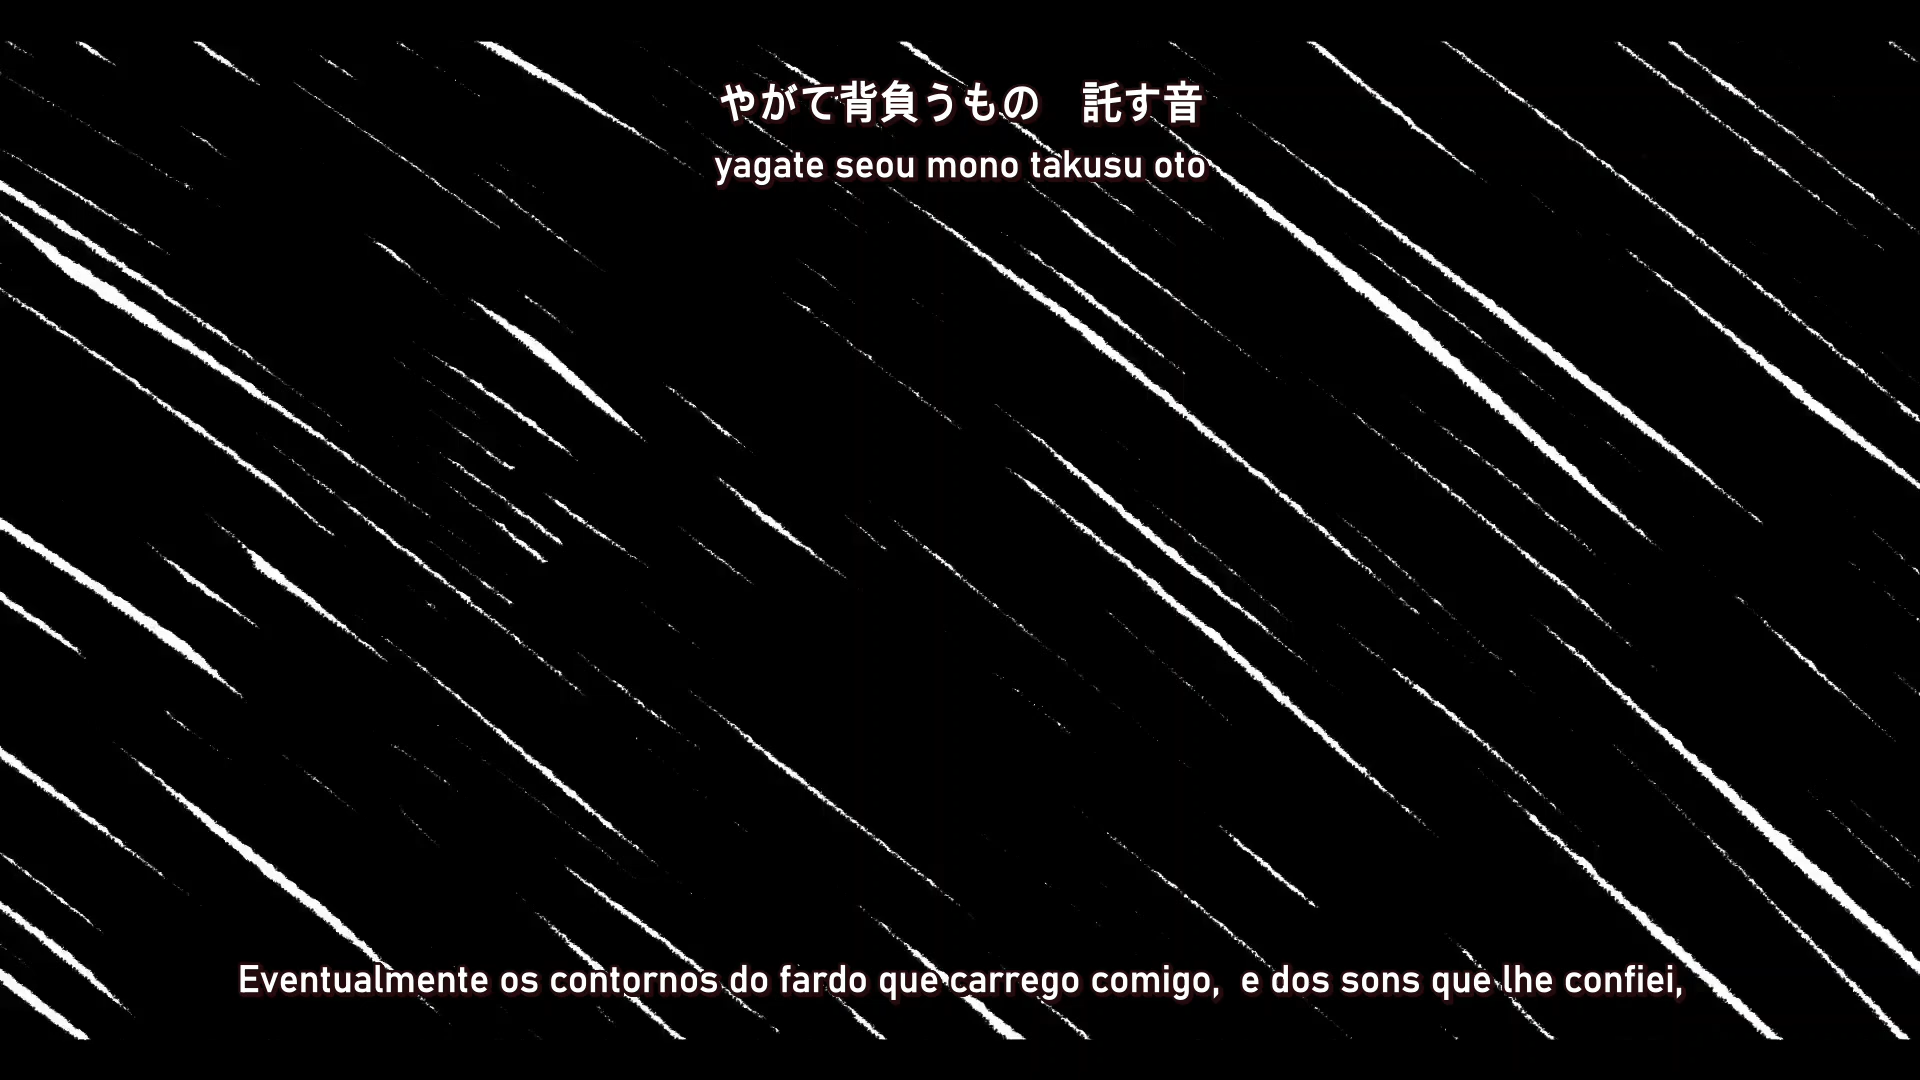 やがて背負うもの　託す音
yagate seou mono takusu oto
Eventualmente os contornos do fardo que carrego comigo,  e dos sons que lhe confiei,